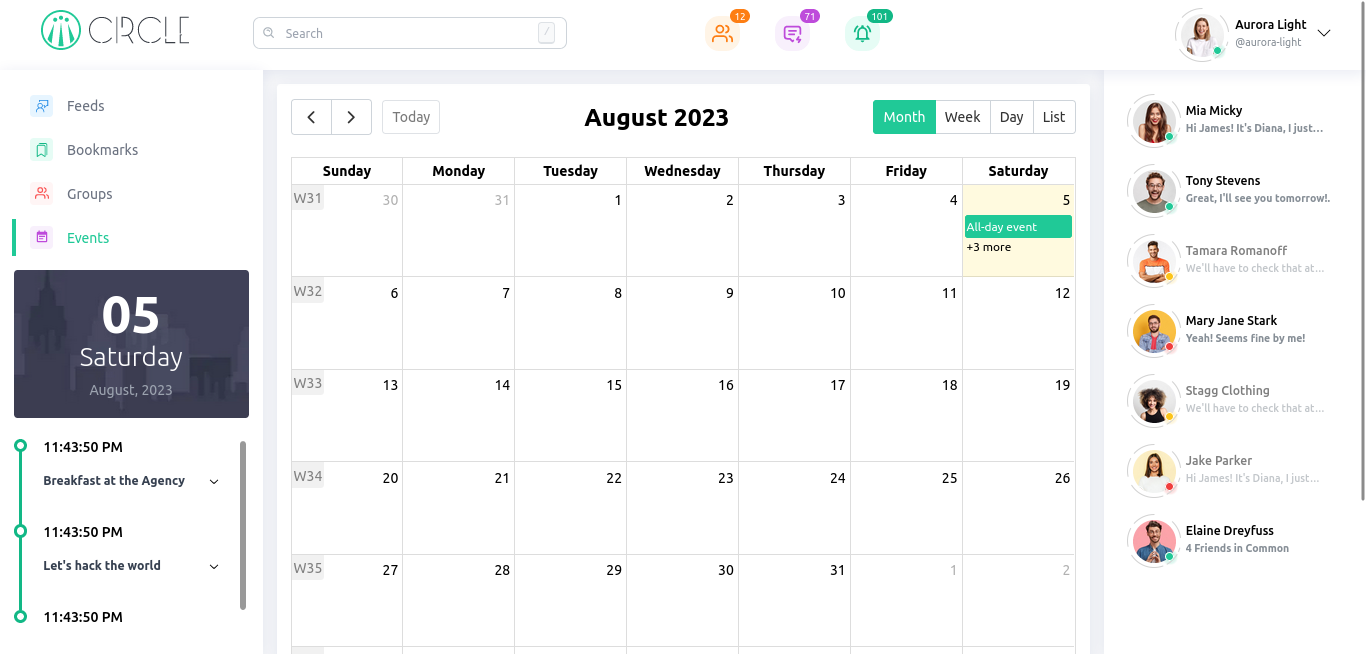 CIRCLE
Search
/
12
71
101
Aurora Light
@aurora-light
Feeds
Bookmarks
Groups
Events
05
Saturday
August, 2023
11:43:50 PM
Breakfast at the Agency
11:43:50 PM
Let's hack the world
11:43:50 PM
Today
August 2023
Month Week Day List
Sunday Monday Tuesday Wednesday Thursday Friday Saturday
W31 30 31 1 2 3 4 5
All-day event
+3 more
W32 6 7 8 9 10 11 12
W33 13 14 15 16 17 18 19
W34 20 21 22 23 24 25 26
W35 27 28 29 30 31 1 2
Mia Micky
Hi James! It's Diana, I just...
Tony Stevens
Great, I'll see you tomorrow!.
Tamara Romanoff
We'll have to check that at...
Mary Jane Stark
Yeah! Seems fine by me!
Stagg Clothing
We'll have to check that at...
Jake Parker
Hi James! It's Diana, I just...
Elaine Dreyfuss
4 Friends in Common